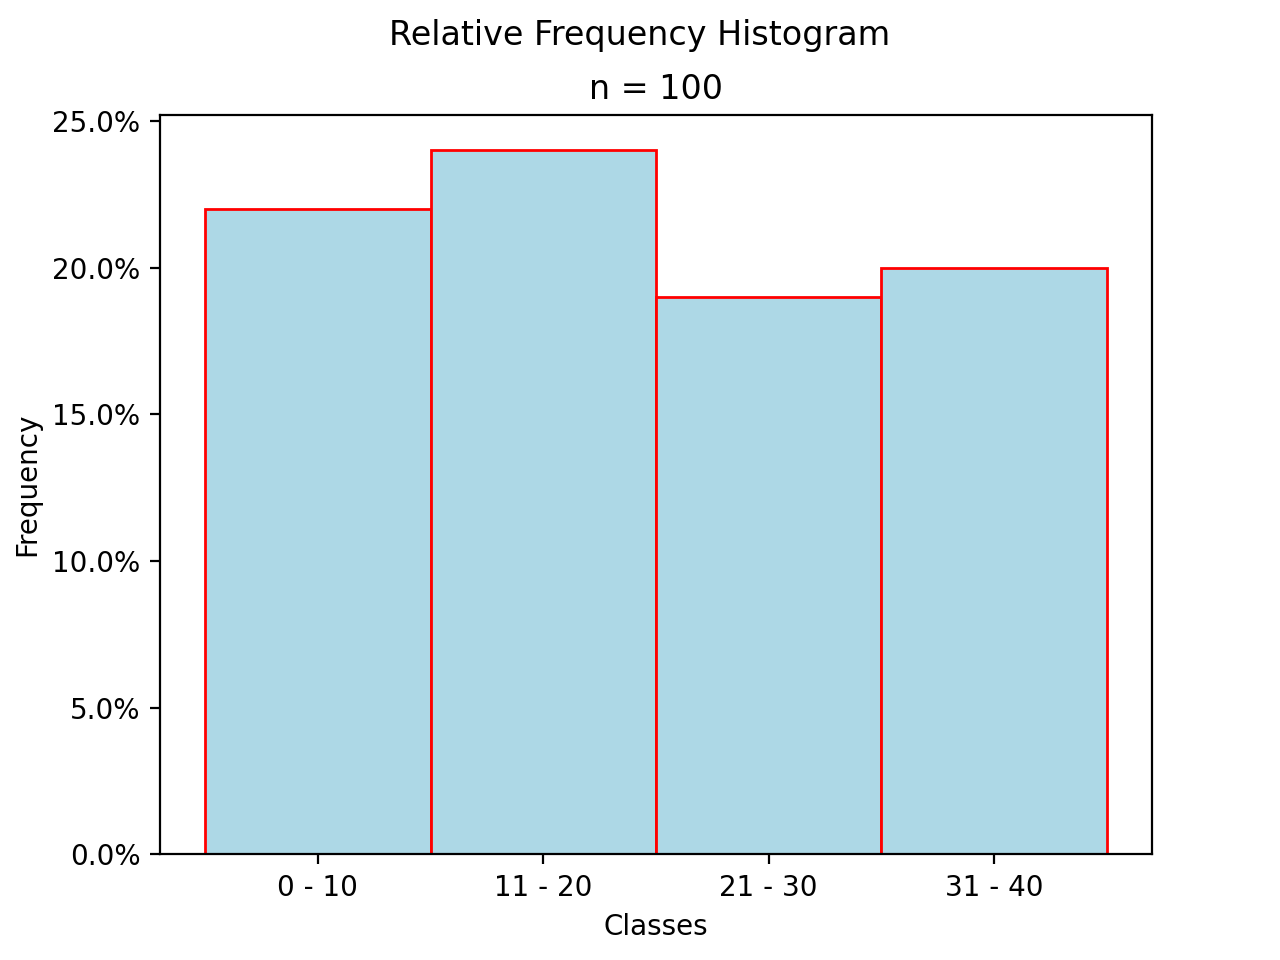 Relative Frequency Histogram
n = 100
25.0%
20.0%
15.0%
10.0%
5.0%
0.0%
Frequency
0 - 10
11 - 20
21 - 30
31 - 40
Classes